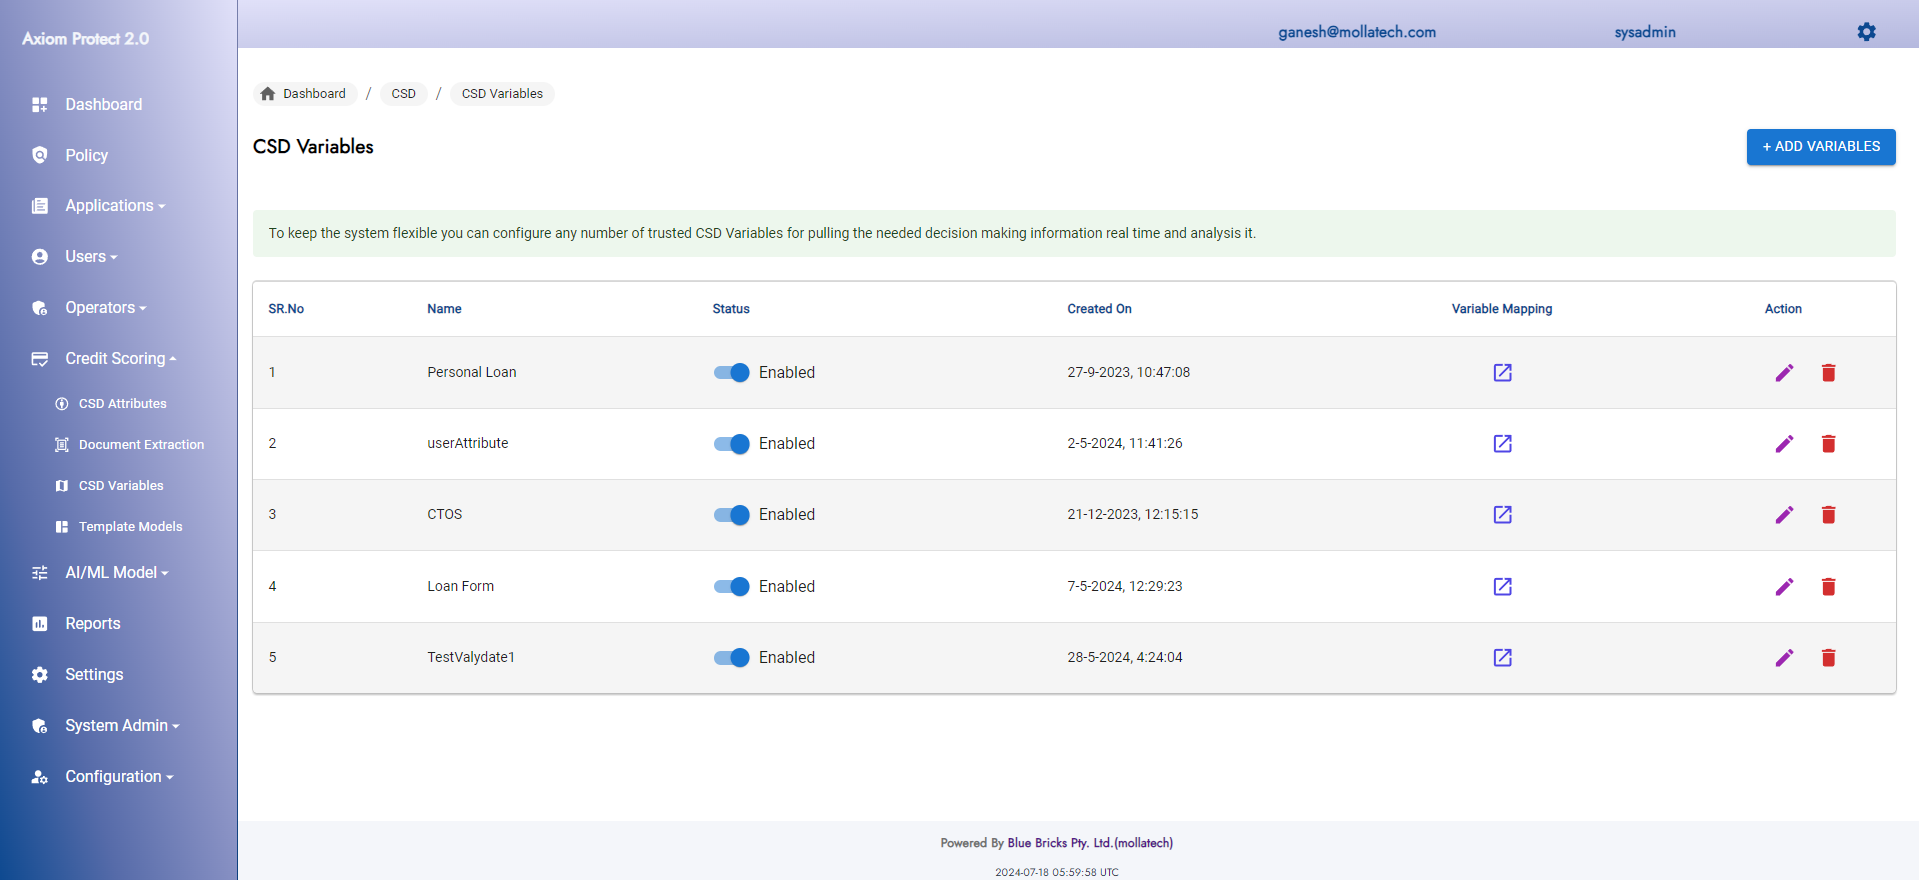 Axiom Protect 2.0
ganesh@mollatech.com
sysadmin
Dashboard
Policy
Applications
Users
Operators
Credit Scoring
CSD Attributes
Document Extraction
CSD Variables
Template Models
AI/ML Model
Reports
Settings
System Admin
Configuration
Dashboard / CSD / CSD Variables
CSD Variables
+ ADD VARIABLES
To keep the system flexible you can configure any number of trusted CSD Variables for pulling the needed decision making information real time and analysis it.
SR.No Name Status Created On Variable Mapping Action
1 Personal Loan Enabled 27-9-2023, 10:47:08
2 userAttribute Enabled 2-5-2024, 11:41:26
3 CTOS Enabled 21-12-2023, 12:15:15
4 Loan Form Enabled 7-5-2024, 12:29:23
5 TestValydate1 Enabled 28-5-2024, 4:24:04
Powered By Blue Bricks Pty. Ltd.(mollatech)
2024-07-18 05:59:58 UTC